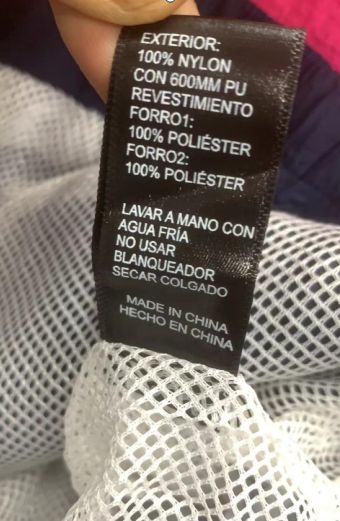 EXTERIOR:
100% NYLON
CON 600MM PU
REVESTIMIENTO
FORRO1:
100% POLIÉSTER
FORRO2:
100% POLIÉSTER
LAVAR A MANO CON
AGUA FRÍA
NO USAR
BLANQUEADOR
SECAR COLGADO
MADE IN CHINA
HECHO EN CHINA